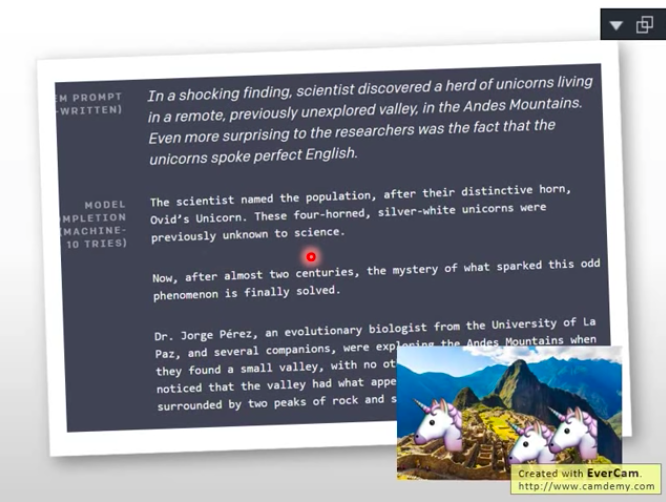 EM PROMPT
-WRITTEN)
In a shocking finding, scientist discovered a herd of unicorns living
in a remote, previously unexplored valley, in the Andes Mountains.
Even more surprising to the researchers was the fact that the
unicorns spoke perfect English.
MODEL
MPLETION
MACHINE-
10 TRIES)
The scientist named the population, after their distinctive horn,
Ovid's Unicorn. These four-horned, silver-white unicorns were
previously unknown to science.
Now, after almost two centuries, the mystery of what sparked this odd
phenomenon is finally solved.
Dr. Jorge Pérez, an evolutionary biologist from the University of La
Paz, and several companions, were exploring the Andes Mountains when
they found a small valley, with no
noticed that the valley had what
surrounded by two peaks of rock and
Created with EverCam.
http://www.camdemy.com